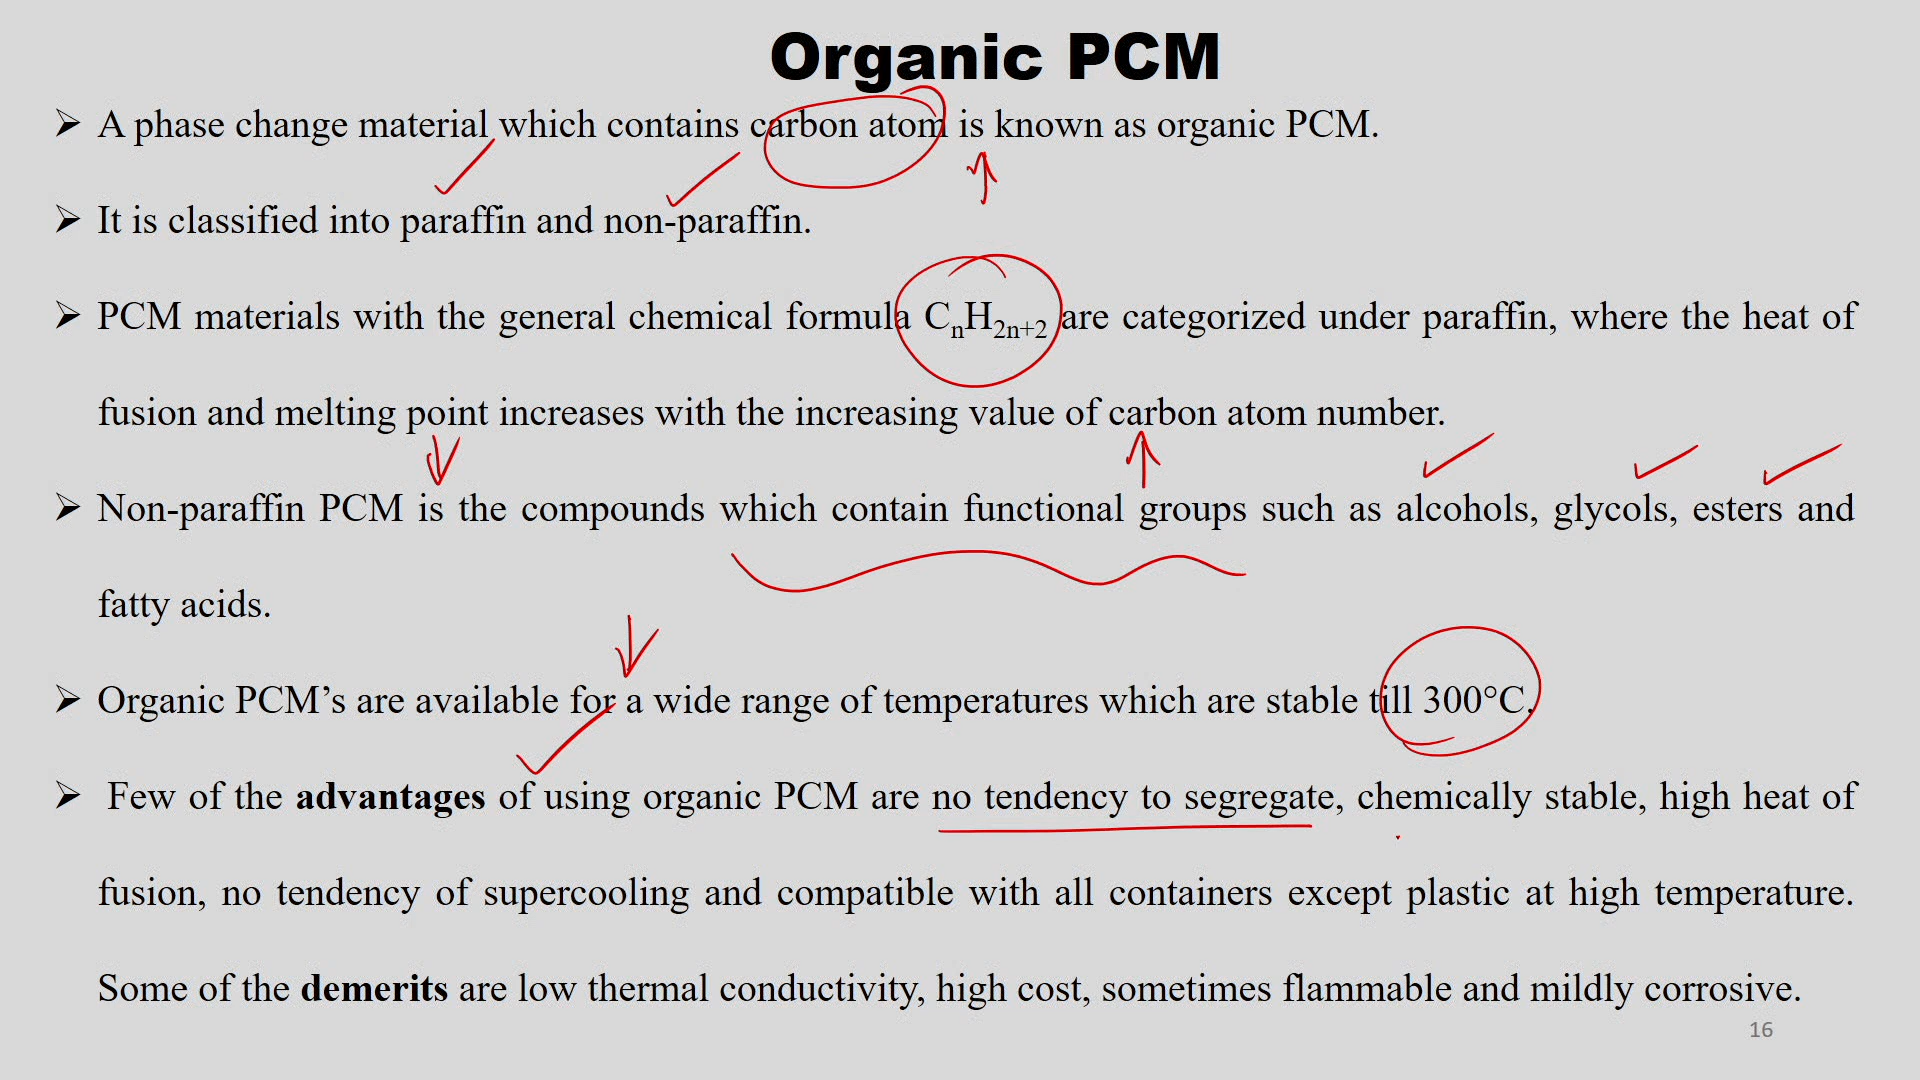 Organic PCM
➢ A phase change material which contains carbon atom is known as organic PCM.
➢ It is classified into paraffin and non-paraffin.
➢ PCM materials with the general chemical formula CnH2n+2 are categorized under paraffin, where the heat of
fusion and melting point increases with the increasing value of carbon atom number.
➢ Non-paraffin PCM is the compounds which contain functional groups such as alcohols, glycols, esters and
fatty acids.
➢ Organic PCM’s are available for a wide range of temperatures which are stable till 300°C.
➢ Few of the advantages of using organic PCM are no tendency to segregate, chemically stable, high heat of
fusion, no tendency of supercooling and compatible with all containers except plastic at high temperature.
Some of the demerits are low thermal conductivity, high cost, sometimes flammable and mildly corrosive.
16